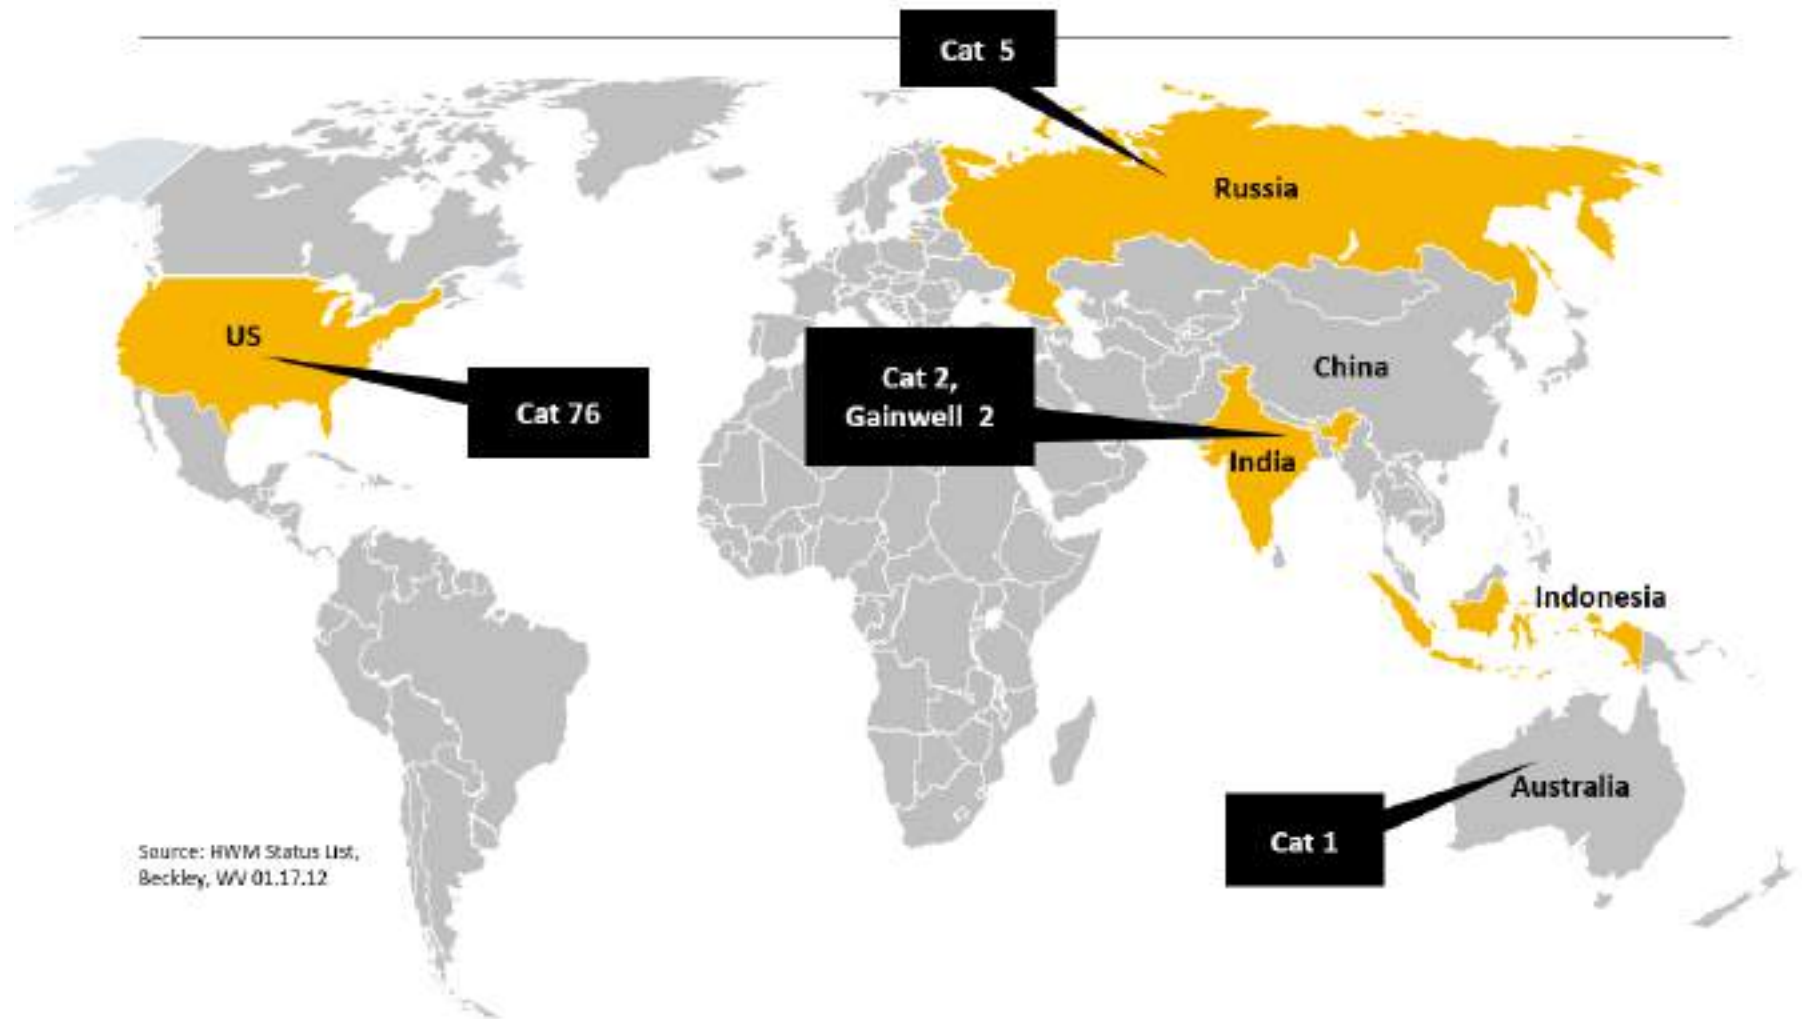 Cat 5
Russia
US
China
Cat 2,
Gainwell 2
Cat 76
India
Indonesia
Australia
Cat 1
Source: HWM Status List,
Beckley, WV 01.17.12